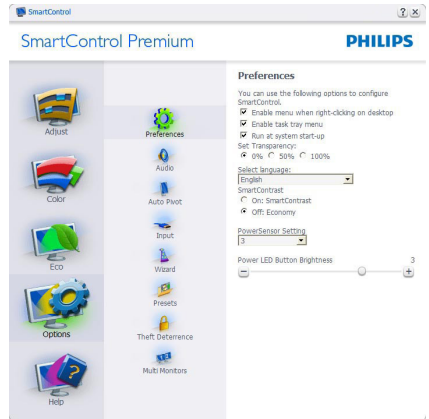 SmartControl
? ×
SmartControl Premium
PHILIPS
Adjust
Color
Eco
Options
Help
Preferences
Audio
Auto Pivot
Input
Wizard
Presets
Theft Deterrence
Multi Monitors
Preferences
You can use the following options to configure
SmartControl.
Enable menu when right-clicking on desktop
Enable task tray menu
Run at system start-up
Set Transparency:
0% 50% 100%
Select language:
English
SmartContrast
On: SmartContrast
Off: Economy
PowerSensor Setting
3
Power LED Button Brightness 3